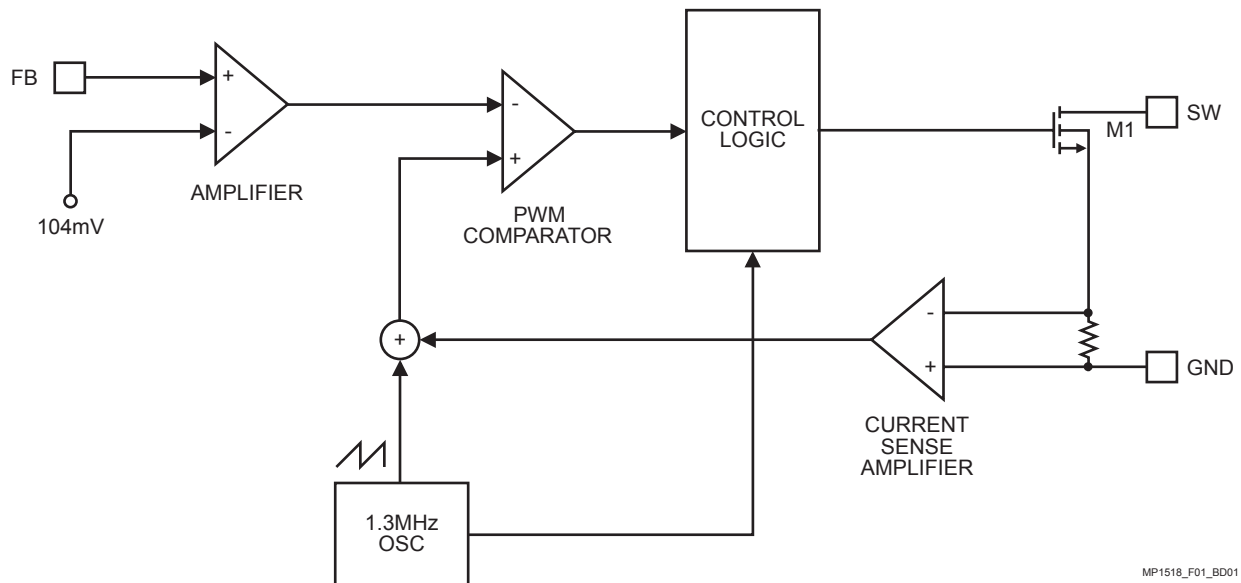 FB
+
-
AMPLIFIER
104mV
-
+
PWM
COMPARATOR
CONTROL
LOGIC
M1
SW
+
-
+
GND
CURRENT
SENSE
AMPLIFIER
1.3MHz
OSC
MP1518_F01_BD01